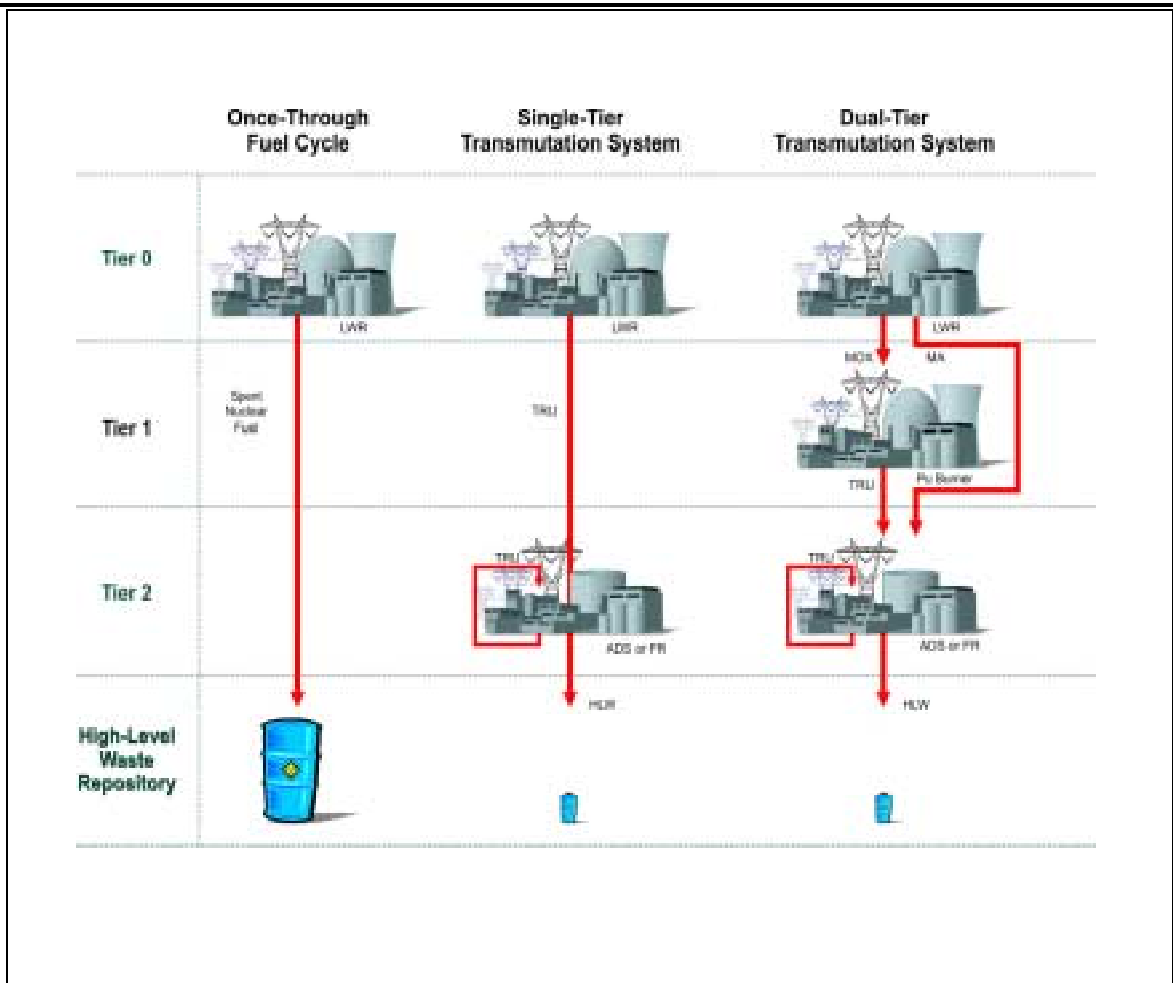 Once-Through
Fuel Cycle
Single-Tier
Transmutation System
Dual-Tier
Transmutation System
Tier 0
LWR
LWR
LWR
MOX
MA
Tier 1
Spent
Nuclear
Fuel
TRU
Pu Burner
TRU
Tier 2
TRU
ADS or FR
TRU
ADS or FR
HLW
HLW
High-Level
Waste
Repository